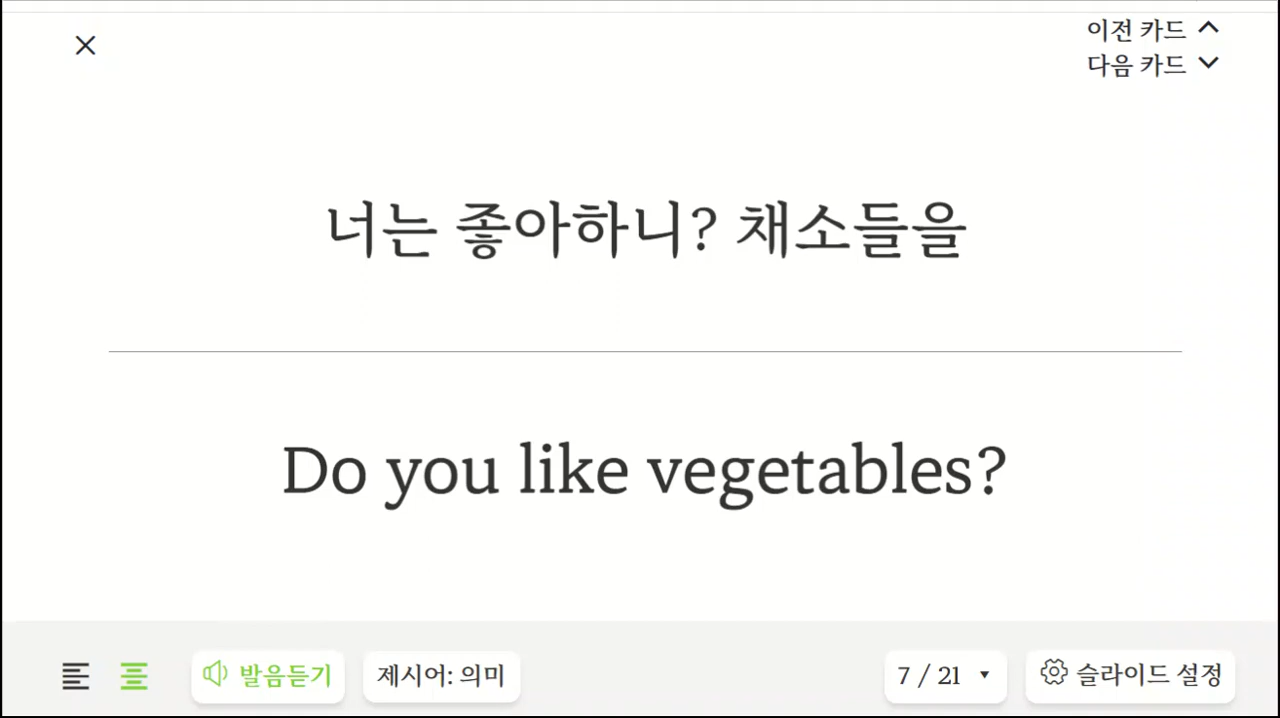 이전 카드
다음 카드
너는 좋아하니? 채소들을
Do you like vegetables?
발음듣기
제시어: 의미
7 / 21
슬라이드 설정